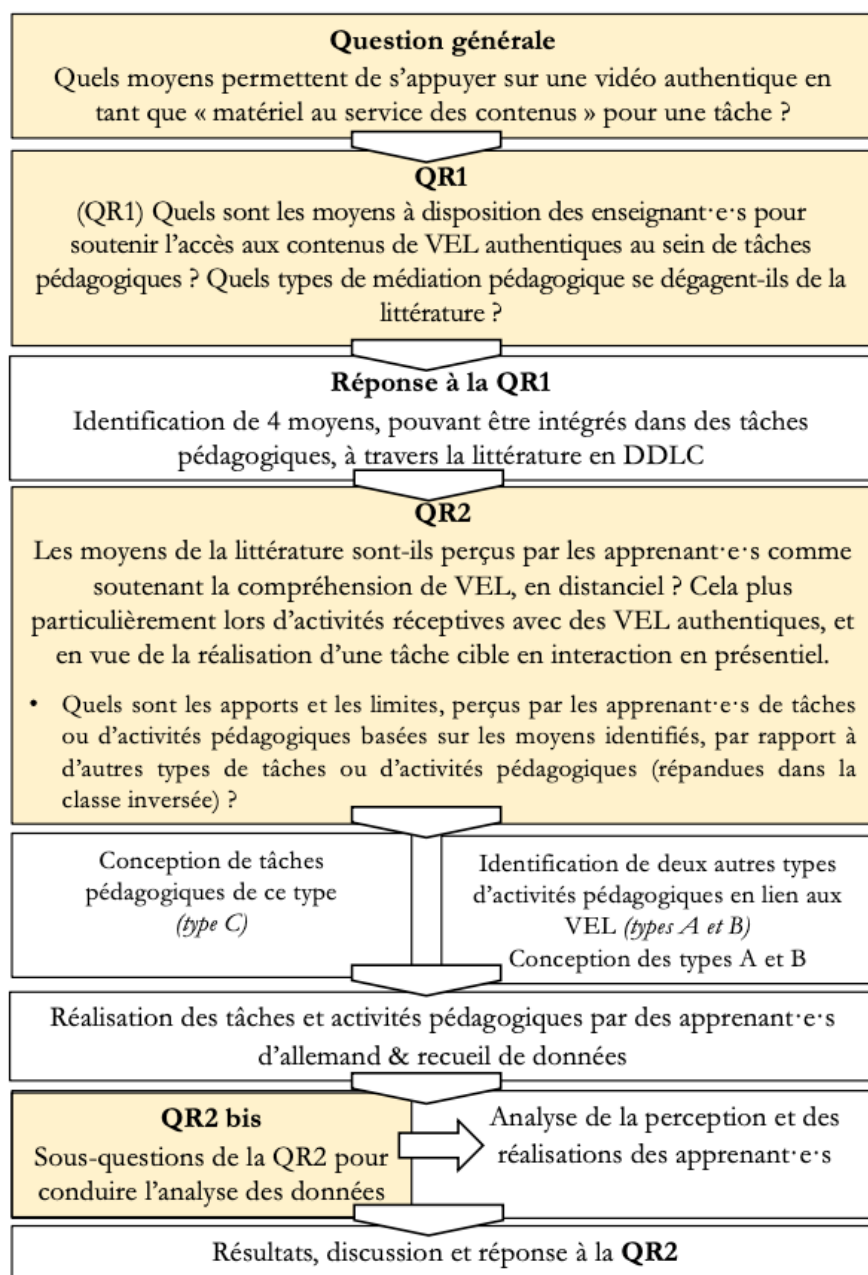 Question générale
Quels moyens permettent de s’appuyer sur une vidéo authentique en
tant que « matériel au service des contenus » pour une tâche ?
QR1
(QR1) Quels sont les moyens à disposition des enseignant·e·s pour
soutenir l’accès aux contenus de VEL authentiques au sein de tâches
pédagogiques ? Quels types de médiation pédagogique se dégagent-ils de la
littérature ?
Réponse à la QR1
Identification de 4 moyens, pouvant être intégrés dans des tâches
pédagogiques, à travers la littérature en DDLC
QR2
Les moyens de la littérature sont-ils perçus par les apprenant·e·s comme
soutenant la compréhension de VEL, en distanciel ? Cela plus
particulièrement lors d’activités réceptives avec des VEL authentiques, et
en vue de la réalisation d’une tâche cible en interaction en présentiel.
• Quels sont les apports et les limites, perçus par les apprenant·e·s de tâches
ou d’activités pédagogiques basées sur les moyens identifiés, par rapport à
d’autres types de tâches ou d’activités pédagogiques (répandues dans la
classe inversée) ?
Conception de tâches
pédagogiques de ce type
(type C)
Identification de deux autres types
d’activités pédagogiques en lien aux
VEL (types A et B)
Conception des types A et B
Réalisation des tâches et activités pédagogiques par des apprenant·e·s
d’allemand & recueil de données
QR2 bis
Sous-questions de la QR2 pour
conduire l’analyse des données
Analyse de la perception et des
réalisations des apprenant·e·s
Résultats, discussion et réponse à la QR2